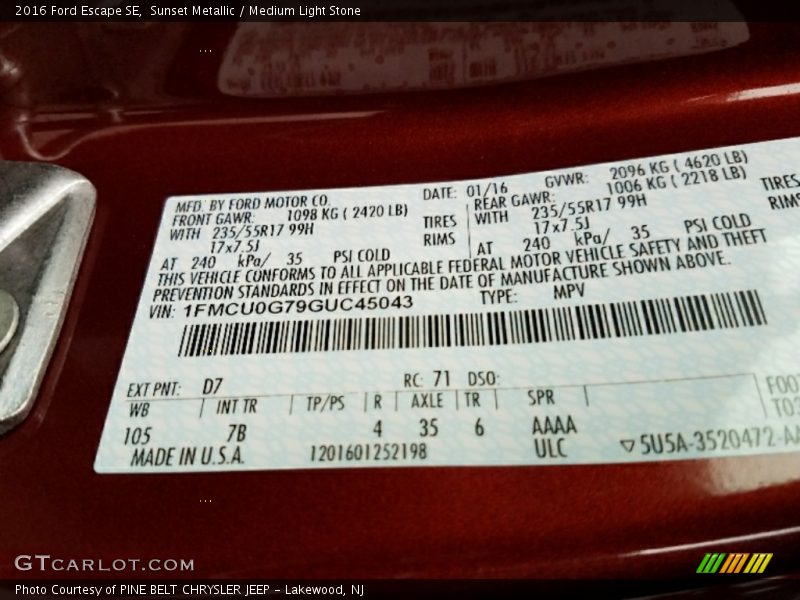 2016 Ford Escape SE,  Sunset Metallic / Medium Light Stone
...
MFD. BY FORD MOTOR CO. DATE: 01/16 GVWR: 2096 KG ( 4620 LB)
FRONT GAWR: 1098 KG ( 2420 LB) REAR GAWR: 1006 KG ( 2218 LB)
WITH 235/55R17 99H TIRES WITH 235/55R17 99H TIRES
17x7.5J RIMS 17x7.5J RIMS
AT 240 kPa/ 35 PSI COLD AT 240 kPa/ 35 PSI COLD
THIS VEHICLE CONFORMS TO ALL APPLICABLE FEDERAL MOTOR VEHICLE SAFETY AND THEFT
PREVENTION STANDARDS IN EFFECT ON THE DATE OF MANUFACTURE SHOWN ABOVE.
VIN: 1FMCU0G79GUC45043 TYPE: MPV
EXT PNT: D7 RC: 71 DSO:
WB INT TR TP/PS R AXLE TR SPR
105 7B 4 35 6 AAAA
MADE IN U.S.A. 1201601252198 ULC ▽5U5A-3520472-AA
...
GTCARLOT.COM
Photo Courtesy of PINE BELT CHRYSLER JEEP – Lakewood, NJ